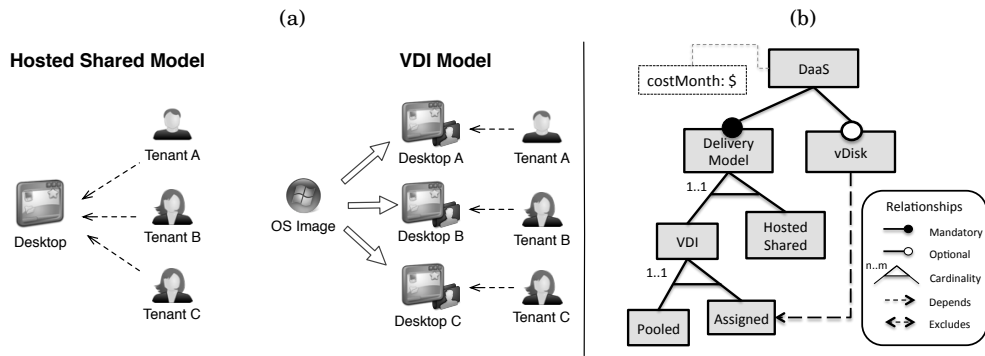 (a)
Hosted Shared Model
Tenant A
Tenant B
Desktop
Tenant C
VDI Model
Desktop A
Tenant A
OS Image
Desktop B
Tenant B
Desktop C
Tenant C
(b)
DaaS
costMonth: $
Delivery
Model
vDisk
1..1
VDI
Hosted
Shared
1..1
Pooled
Assigned
Relationships
Mandatory
Optional
n..m
Cardinality
Depends
Excludes